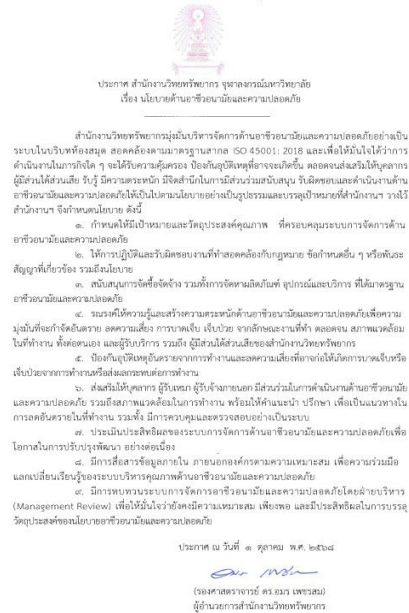 ประกาศ สำนักงานวิทยทรัพยากร จุฬาลงกรณ์มหาวิทยาลัย
เรื่อง นโยบายด้านอาชีวอนามัยและความปลอดภัย
สำนักงานวิทยทรัพยากรมุ่งมั่นบริหารจัดการด้านอาชีวอนามัยและความปลอดภัยอย่างเป็น
ระบบในบริบทห้องสมุด สอดคล้องตามมาตรฐานสากล ISO 45001: 2018 และเพื่อให้มั่นใจได้ว่าการ
ดำเนินงานในภารกิจใด ๆ จะได้รับความคุ้มครอง ป้องกันอุบัติเหตุที่อาจจะเกิดขึ้น ตลอดจนส่งเสริมให้บุคลากร
ผู้มีส่วนได้ส่วนเสีย รับรู้ มีความตระหนัก มีจิตสำนึกในการมีส่วนร่วมสนับสนุน รับผิดชอบและดำเนินงานด้าน
อาชีวอนามัยและความปลอดภัยให้เป็นไปตามนโยบายอย่างเป็นรูปธรรมและบรรลุเป้าหมายที่สำนักงานฯ วางไว้
สำนักงานฯ จึงกำหนดนโยบาย ดังนี้
๑. กำหนดให้มีเป้าหมายและวัตถุประสงค์คุณภาพ ที่ครอบคลุมระบบการจัดการด้าน
อาชีวอนามัยและความปลอดภัย
๒. ให้การปฏิบัติและรับผิดชอบงานที่ทำสอดคล้องกับกฎหมาย ข้อกำหนดอื่น ๆ หรือพันธะ
สัญญาที่เกี่ยวข้อง รวมถึงนโยบาย
๓. สนับสนุนการจัดซื้อจัดจ้าง รวมทั้งการจัดหาผลิตภัณฑ์ อุปกรณ์และบริการ ที่ได้มาตรฐาน
อาชีวอนามัยและความปลอดภัย
๔. รณรงค์ให้ความรู้และสร้างความตระหนักด้านอาชีวอนามัยและความปลอดภัยเพื่อความ
มุ่งมั่นที่จะกำจัดอันตราย ลดความเสี่ยง การบาดเจ็บ เจ็บป่วย จากลักษณะงานที่ทำ ตลอดจน สภาพแวดล้อม
ในที่ทำงาน ทั้งต่อตนเอง และผู้รับบริการ รวมถึง ผู้มีส่วนได้ส่วนเสียของสำนักงานวิทยทรัพยากร
๕. ป้องกันอุบัติเหตุอันตรายจากการทำงานและลดความเสี่ยงที่อาจก่อให้เกิดการบาดเจ็บหรือ
เจ็บป่วยจากการทำงานหรือส่งผลกระทบต่อการทำงาน
๖. ส่งเสริมให้บุคลากร ผู้รับเหมา ผู้รับจ้างภายนอก มีส่วนร่วมในการดำเนินงานด้านอาชีวอนามัย
และความปลอดภัย รวมถึงสภาพแวดล้อมในการทำงาน พร้อมให้คำแนะนำ ปรึกษา เพื่อเป็นแนวทางใน
การลดอันตรายในที่ทำงาน รวมทั้ง มีการควบคุมและตรวจสอบอย่างเป็นระบบ
๗. ประเมินประสิทธิผลของระบบการจัดการด้านอาชีวอนามัยและความปลอดภัยเพื่อ
โอกาสในการปรับปรุงพัฒนา อย่างต่อเนื่อง
๘. มีการสื่อสารข้อมูลภายใน ภายนอกองค์กรตามความเหมาะสม เพื่อความร่วมมือ
แลกเปลี่ยนเรียนรู้ของระบบบริหารคุณภาพด้านอาชีวอนามัยและความปลอดภัย
๙. มีการทบทวนระบบการจัดการอาชีวอนามัยและความปลอดภัยโดยฝ่ายบริหาร
(Management Review) เพื่อให้มั่นใจว่ายังคงมีความเหมาะสม เพียงพอ และมีประสิทธิผลในการบรรลุ
วัตถุประสงค์ของนโยบายอาชีวอนามัยและความปลอดภัย
ประกาศ ณ วันที่ ๑ ตุลาคม พ.ศ. ๒๕๖๘
(รองศาสตราจารย์ ดร.อมร เพชรสม)
ผู้อำนวยการสำนักงานวิทยทรัพยากร